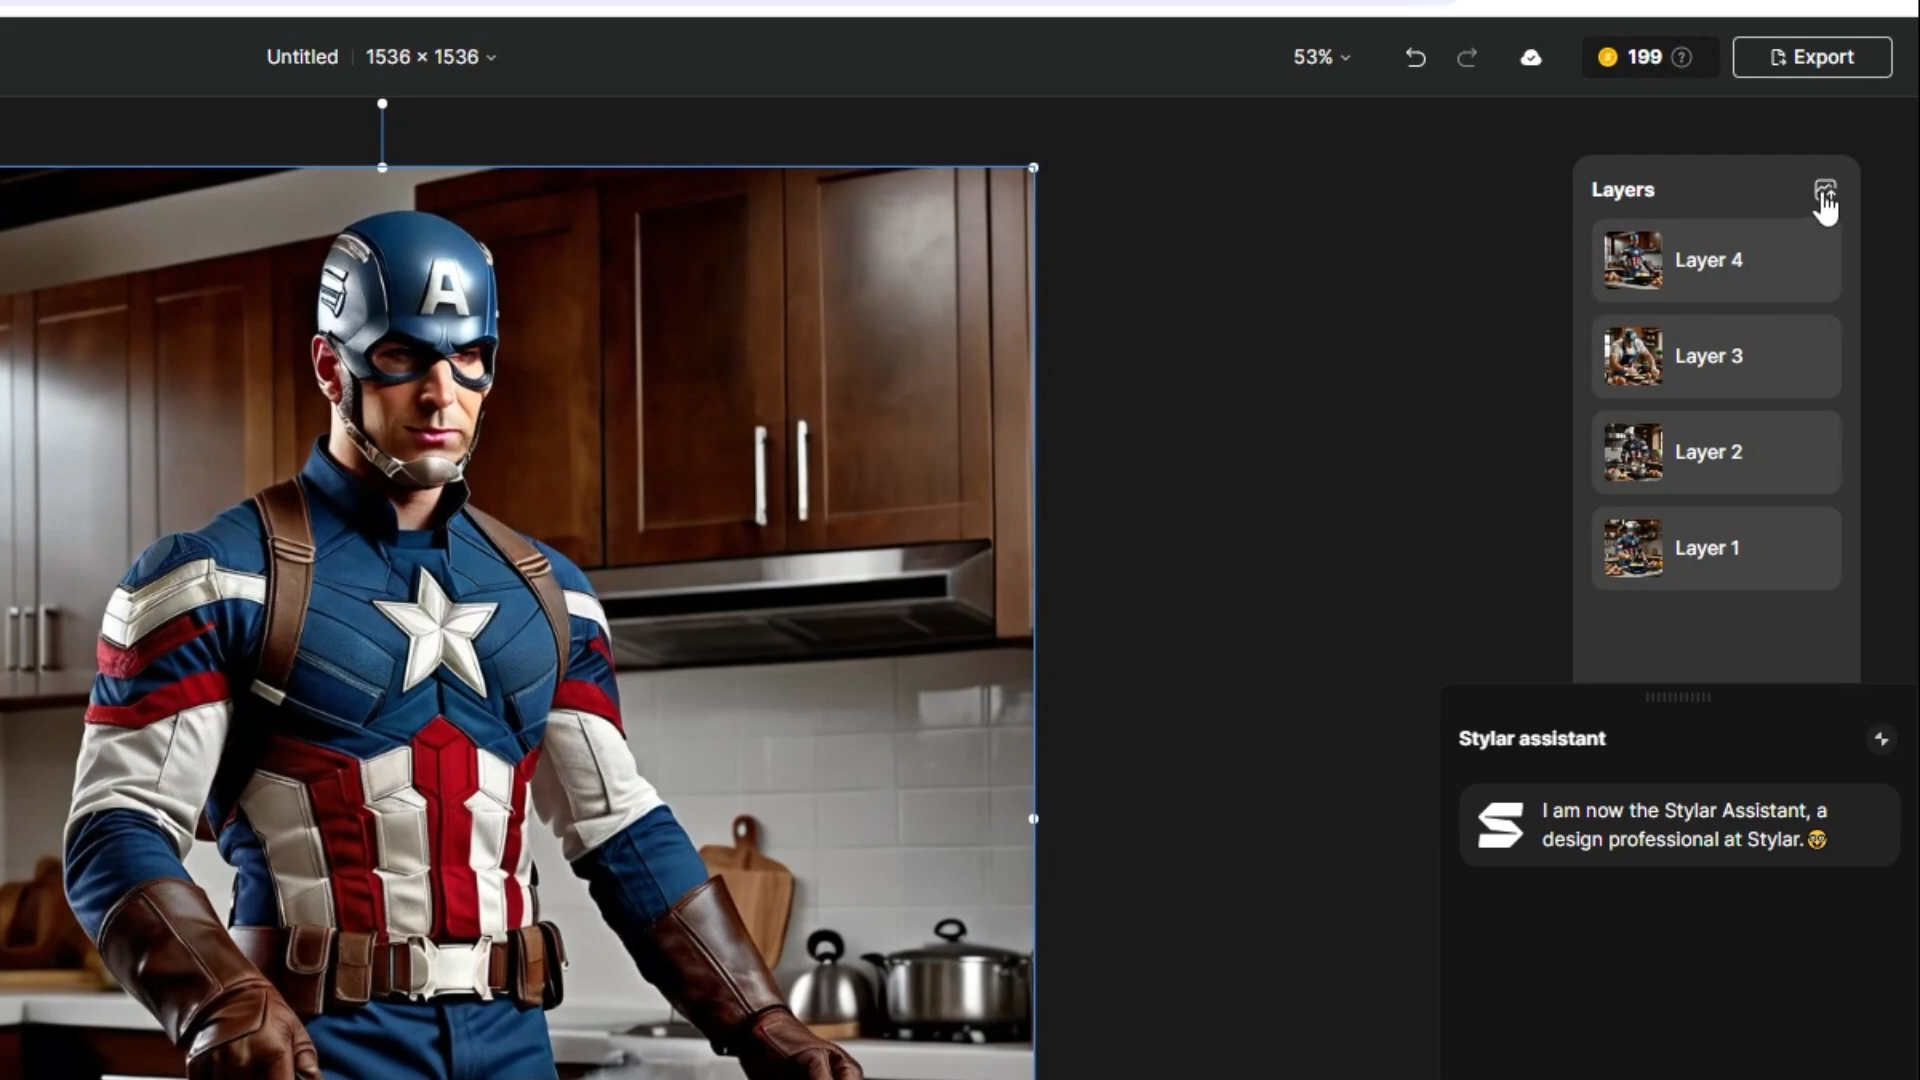 Untitled 1536 × 1536
53% 199 ? Export
A
Layers
Layer 4
Layer 3
Layer 2
Layer 1
Stylar assistant
I am now the Stylar Assistant, a
design professional at Stylar.🤓